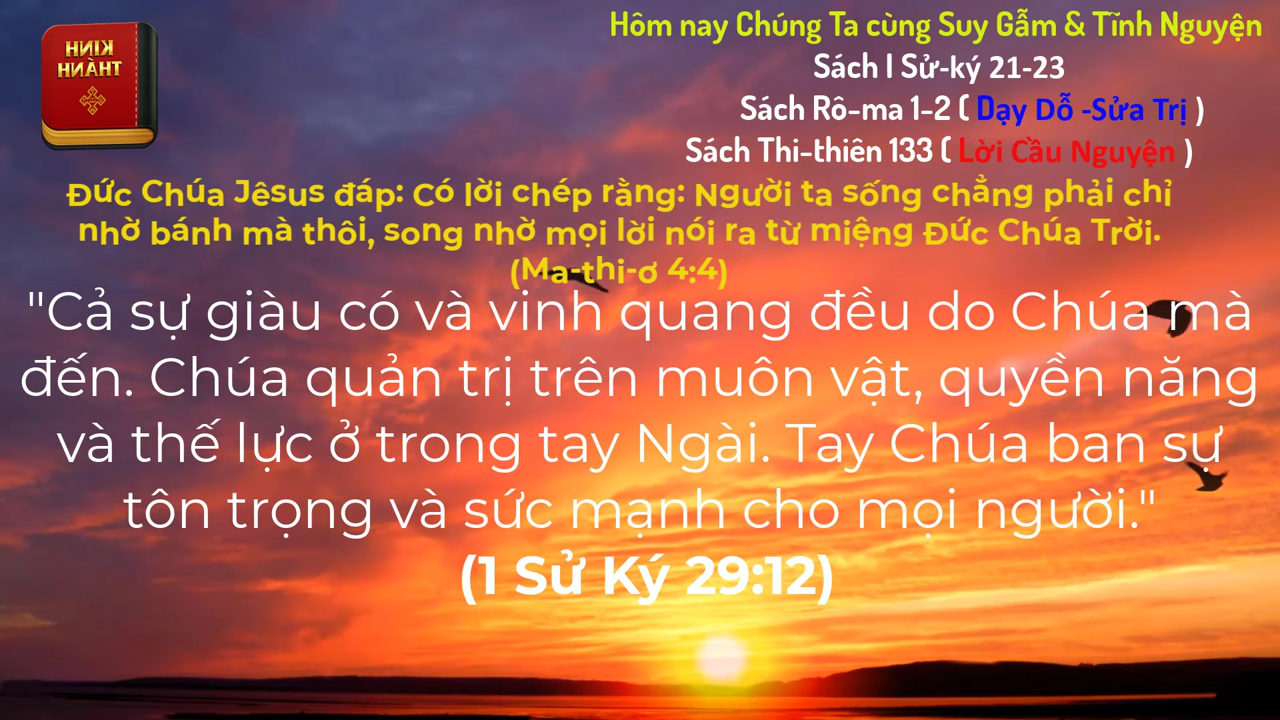 KINH
THÀNH
Hôm nay Chúng Ta cùng Suy Gẫm & Tĩnh Nguyện
Sách I Sử-ký 21-23
Sách Rô-ma 1-2 ( Dạy Dỗ -Sửa Trị )
Sách Thi-thiên 133 ( Lời Cầu Nguyện )
Đức Chúa Jêsus đáp: Có lời chép rằng: Người ta sống chẳng phải chỉ
nhờ bánh mà thôi, song nhờ mọi lời nói ra từ miệng Đức Chúa Trời.
(Ma-thi-ơ 4:4)
"Cả sự giàu có và vinh quang đều do Chúa mà
đến. Chúa quản trị trên muôn vật, quyền năng
và thế lực ở trong tay Ngài. Tay Chúa ban sự
tôn trọng và sức mạnh cho mọi người."
(1 Sử Ký 29:12)